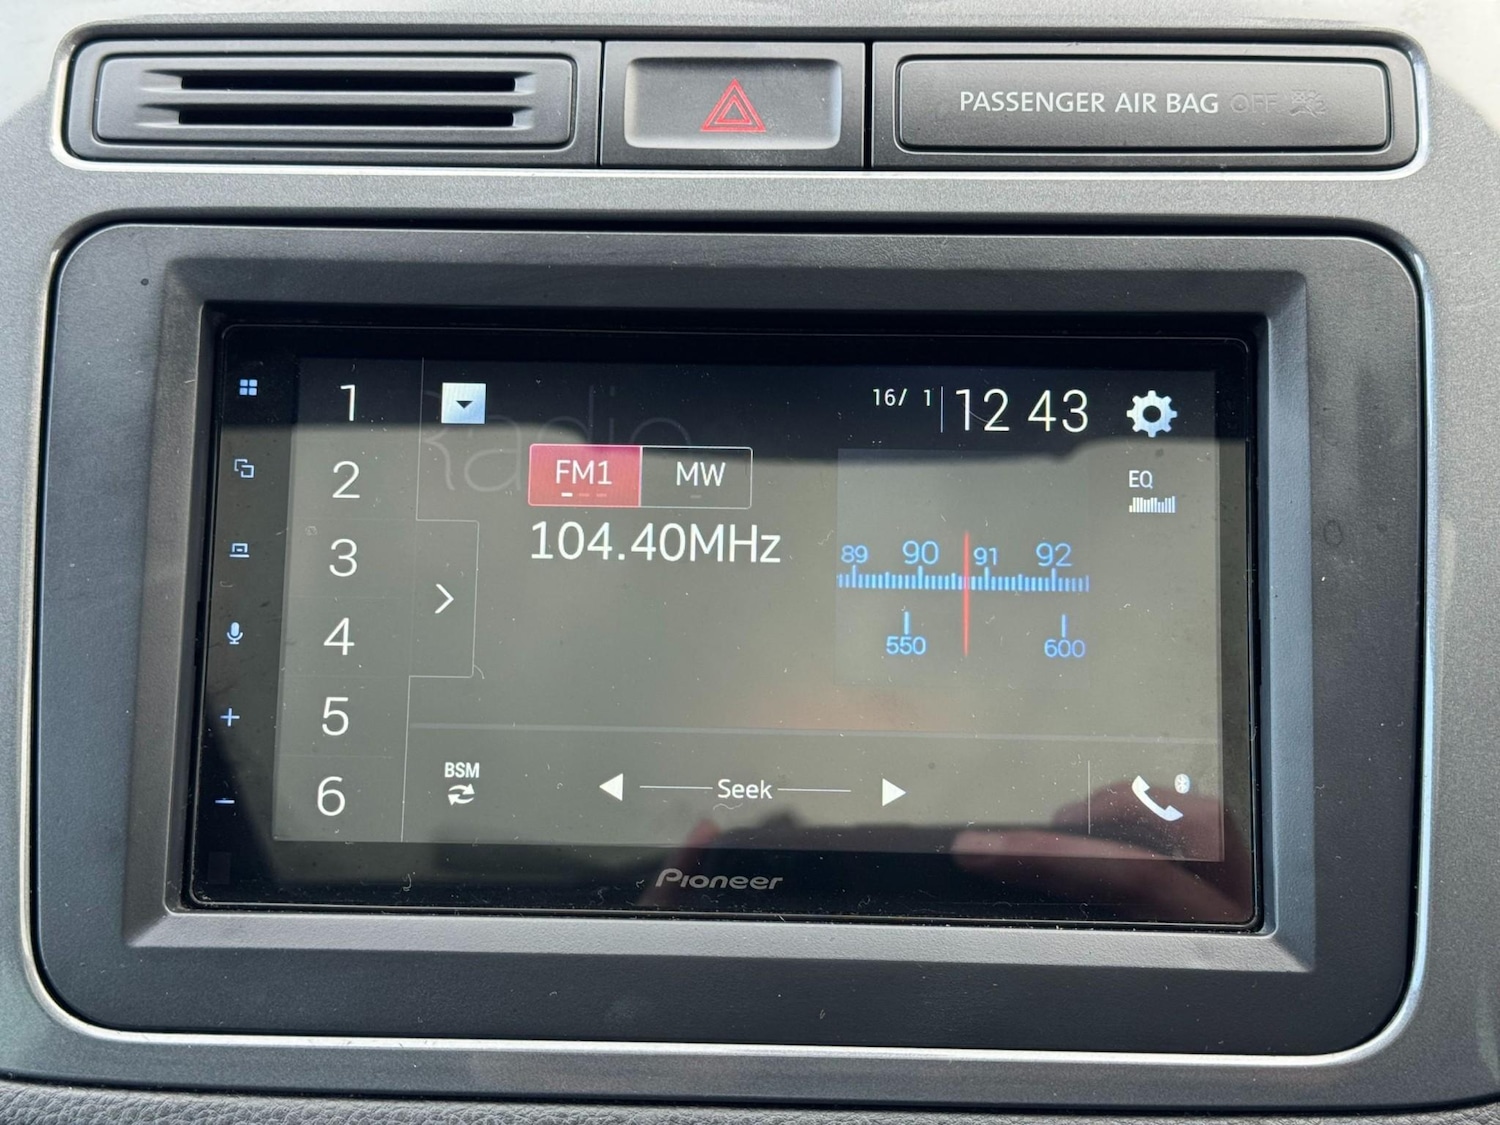 PASSENGER AIR BAG OFF
1
2
3
4
5
6
Radio
16/ 1 12 43
FM1 MW
104.40MHz
EQ
89 90 91 92
550 600
BSM
Seek
Pioneer